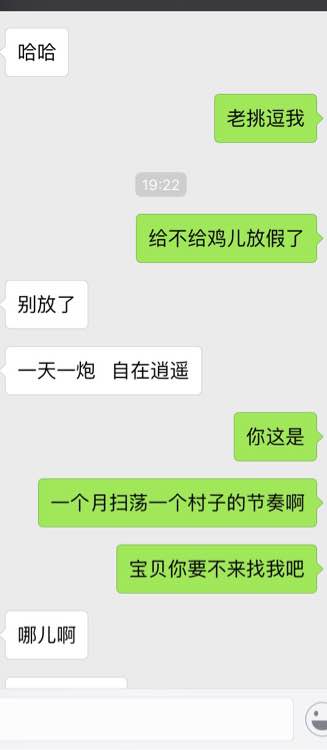 哈哈
老挑逗我
19:22
给不给鸡儿放假了
别放了
一天一炮 自在逍遥
你这是
一个月扫荡一个村子的节奏啊
宝贝你要不来找我吧
哪儿啊